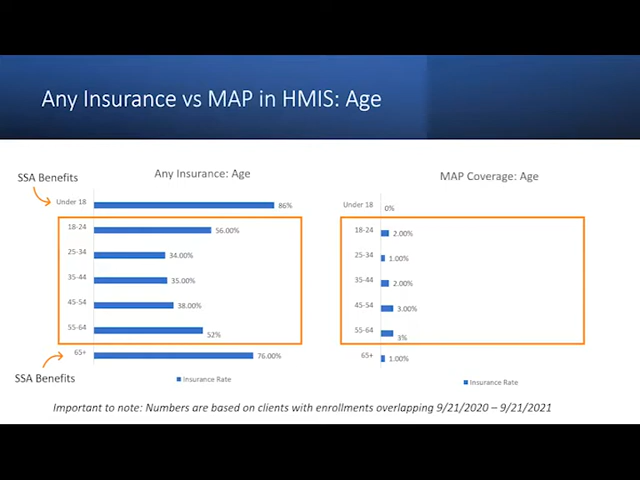 Any Insurance vs MAP in HMIS: Age
SSA Benefits
Any Insurance: Age
Under 18
86%
18-24
56.00%
25-34
34.00%
35-44
35.00%
45-54
38.00%
55-64
52%
65+
76.00%
SSA Benefits
Insurance Rate
MAP Coverage: Age
Under 18
0%
18-24
2.00%
25-34
1.00%
35-44
2.00%
45-54
3.00%
55-64
3%
65+
1.00%
Insurance Rate
Important to note: Numbers are based on clients with enrollments overlapping 9/21/2020 – 9/21/2021